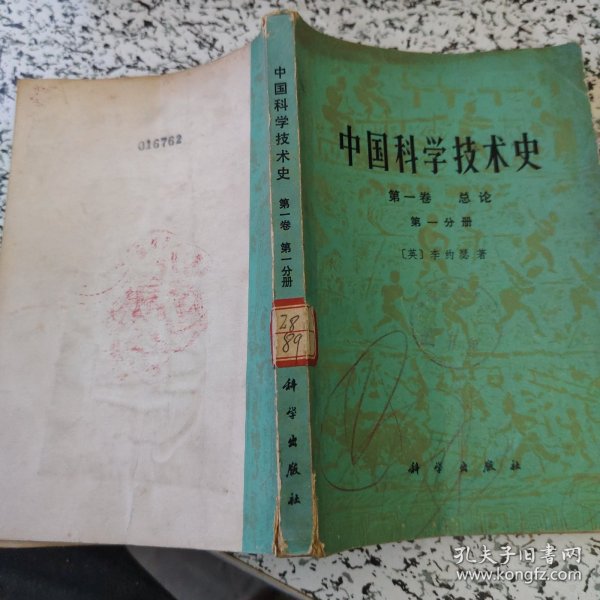 016762
中国科学技术史
第一卷 第一分册
28
89
科学出版社
中国科学技术史
第一卷 总论
第一分册
〔英〕李约瑟 著
科学出版社
孔夫子旧书网
www.kongfz.com